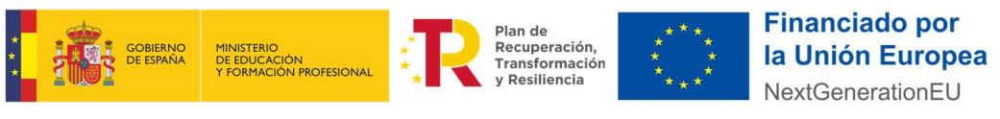 GOBIERNO
DE ESPAÑA
MINISTERIO
DE EDUCACIÓN
Y FORMACIÓN PROFESIONAL
TR
Plan de
Recuperación,
Transformación
y Resiliencia
Financiado por
la Unión Europea
NextGenerationEU